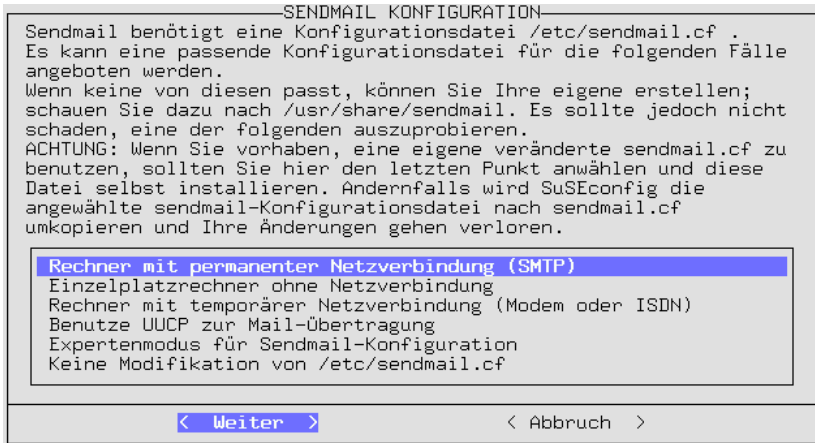 SENDMAIL KONFIGURATION
Sendmail benötigt eine Konfigurationsdatei /etc/sendmail.cf .
Es kann eine passende Konfigurationsdatei für die folgenden Fälle
angeboten werden.
Wenn keine von diesen passt, können Sie Ihre eigene erstellen;
schauen Sie dazu nach /usr/share/sendmail. Es sollte jedoch nicht
schaden, eine der folgenden auszuprobieren.
ACHTUNG: Wenn Sie vorhaben, eine eigene veränderte sendmail.cf zu
benutzen, sollten Sie hier den letzten Punkt anwählen und diese
Datei selbst installieren. Andernfalls wird SuSEconfig die
angewählte sendmail-Konfigurationsdatei nach sendmail.cf
umkopieren und Ihre Änderungen gehen verloren.
Rechner mit permanenter Netzverbindung (SMTP)
Einzelplatzrechner ohne Netzverbindung
Rechner mit temporärer Netzverbindung (Modem oder ISDN)
Benutze UUCP zur Mail-Übertragung
Expertenmodus für Sendmail-Konfiguration
Keine Modifikation von /etc/sendmail.cf
< Weiter > < Abbruch >